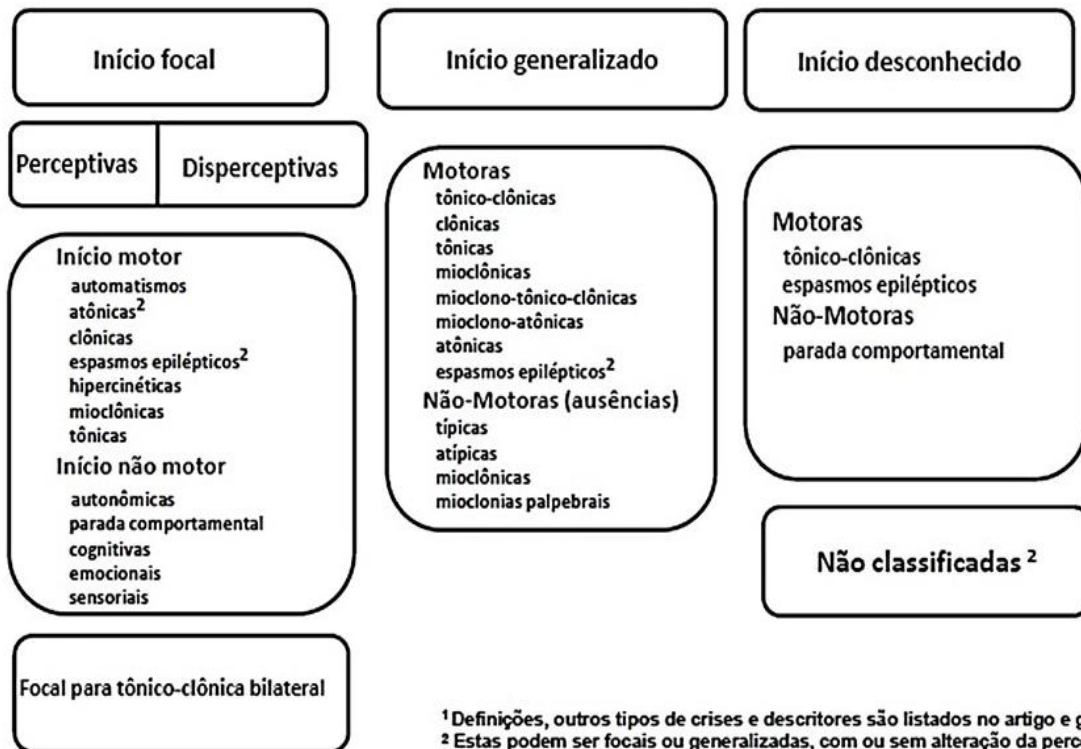 Início focal
Perceptivas
Disperceptivas
Início motor
automatismos
atônicas²
clônicas
espasmos epilépticos²
hipercinéticas
mioclônicas
tônicas
Início não motor
autonômicas
parada comportamental
cognitivas
emocionais
sensoriais
Focal para tônico-clônica bilateral
Início generalizado
Motoras
tônico-clônicas
clônicas
tônicas
mioclônicas
mioclono-tônico-clônicas
mioclono-atônicas
atônicas
espasmos epilépticos²
Não-Motoras (ausências)
típicas
atípicas
mioclônicas
mioclonias palpebrais
Início desconhecido
Motoras
tônico-clônicas
espasmos epilépticos
Não-Motoras
parada comportamental
Não classificadas ²
¹ Definições, outros tipos de crises e descritores são listados no artigo e
² Estas podem ser focais ou generalizadas, com ou sem alteração da